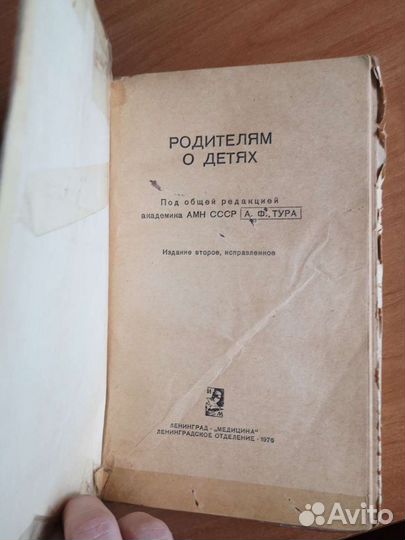 РОДИТЕЛЯМ
О ДЕТЯХ
Под общей редакцией
академика АМН СССР А. Ф. ТУРА
Издание второе, исправленное
И
М
ЛЕНИНГРАД · „МЕДИЦИНА"
ЛЕНИНГРАДСКОЕ ОТДЕЛЕНИЕ · 1976
Avito